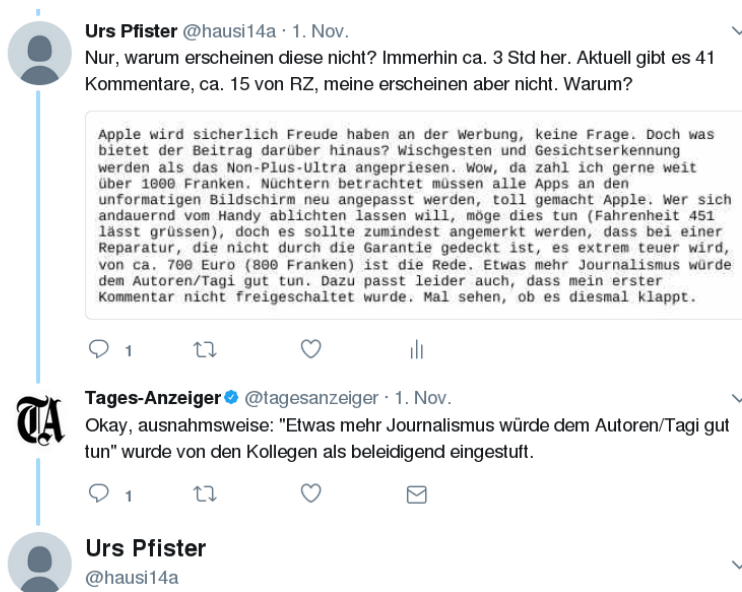 Urs Pfister @hausi14a · 1. Nov.
Nur, warum erscheinen diese nicht? Immerhin ca. 3 Std her. Aktuell gibt es 41
Kommentare, ca. 15 von RZ, meine erscheinen aber nicht. Warum?
Apple wird sicherlich Freude haben an der Werbung, keine Frage. Doch was
bietet der Beitrag darüber hinaus? Wischgesten und Gesichtserkennung
werden als das Non-Plus-Ultra angepriesen. Wow, da zahl ich gerne weit
über 1000 Franken. Nüchtern betrachtet müssen alle Apps an den
unformatigen Bildschirm neu angepasst werden, toll gemacht Apple. Wer sich
andauernd vom Handy ablichten lassen will, möge dies tun (Fahrenheit 451
lässt grüssen), doch es sollte zumindest angemerkt werden, dass bei einer
Reparatur, die nicht durch die Garantie gedeckt ist, es extrem teuer wird,
von ca. 700 Euro (800 Franken) ist die Rede. Etwas mehr Journalismus würde
dem Autoren/Tagi gut tun. Dazu passt leider auch, dass mein erster
Kommentar nicht freigeschaltet wurde. Mal sehen, ob es diesmal klappt.
1
TA
Tages-Anzeiger @tagesanzeiger · 1. Nov.
Okay, ausnahmsweise: "Etwas mehr Journalismus würde dem Autoren/Tagi gut
tun" wurde von den Kollegen als beleidigend eingestuft.
1
Urs Pfister
@hausi14a